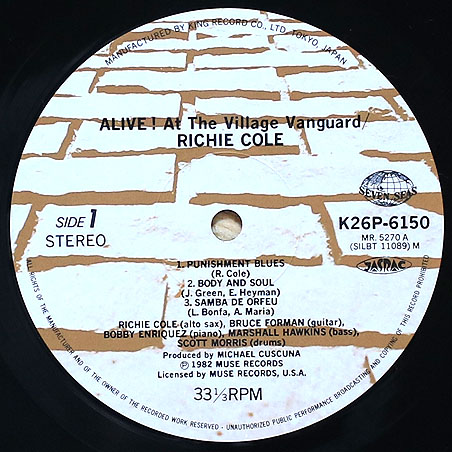 MANUFACTURED BY KING RECORD CO., LTD, TOKYO, JAPAN
ALIVE! At The Village Vanguard/
RICHIE COLE
SEVEN SEAS
SIDE 1
STEREO
K26P-6150
MR. 5270 A
(SILBT 11089) M
JASRAC
1. PUNISHMENT BLUES
(R. Cole)
2. BODY AND SOUL
(J. Green, E. Heyman)
3. SAMBA DE ORFEU
(L. Bonfa, A. Maria)
RICHIE COLE (alto sax), BRUCE FORMAN (guitar),
BOBBY ENRIQUEZ (piano), MARSHALL HAWKINS (bass),
SCOTT MORRIS (drums)
Produced by MICHAEL CUSCUNA
Ⓟ 1982 MUSE RECORDS
Licensed by MUSE RECORDS, U.S.A.
33⅓RPM
ALL RIGHTS OF THE MANUFACTURER AND OF THE OWNER OF THE RECORDED WORK RESERVED - UNAUTHORIZED PUBLIC PERFORMANCE BROADCASTING AND COPYING OF THIS RECORD PROHIBITED